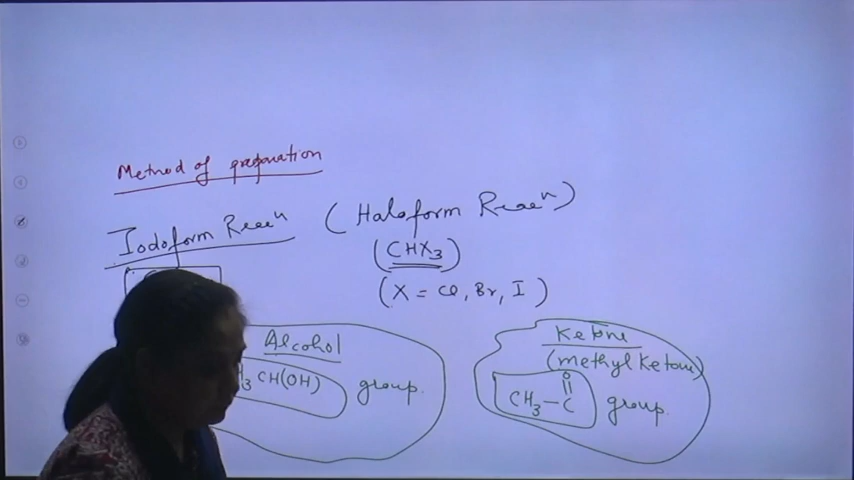 Method of preparation
Iodoform Reacⁿ (Haloform Reacⁿ)
(CHX₃)
(X = Cl, Br, I)
Alcohol
CH(OH) group.
Ketone
(methyl Ketone)
O
CH₃–C group.